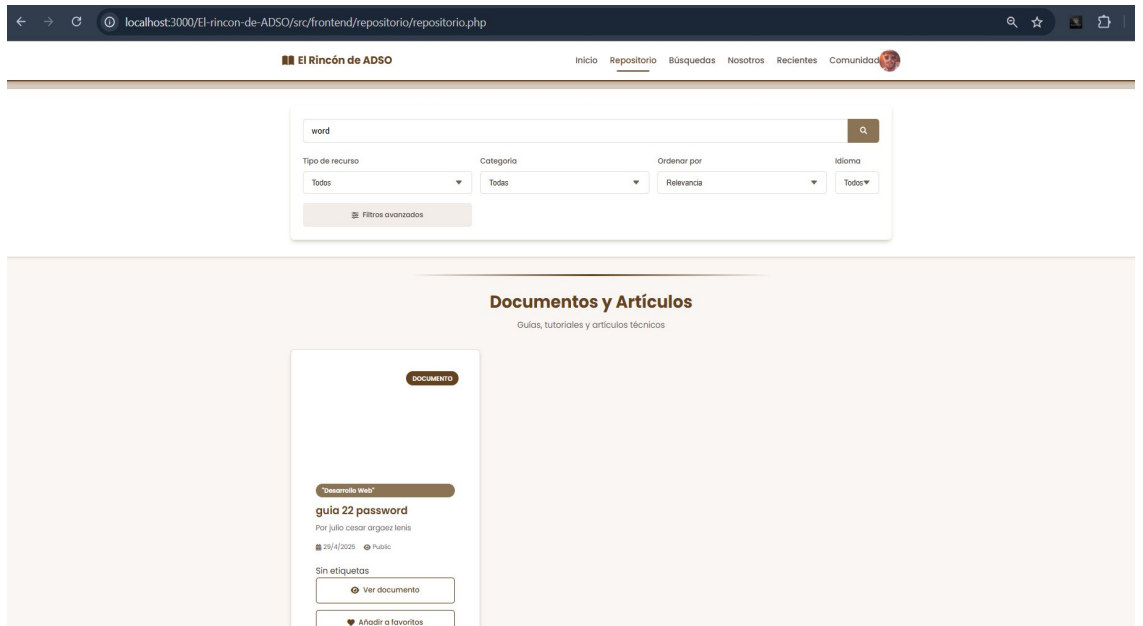 localhost:3000/El-rincon-de-ADSO/src/frontend/repositorio/repositorio.php
El Rincón de ADSO
Inicio Repositorio Búsquedas Nosotros Recientes Comunidad
word
Tipo de recurso Categoría Ordenar por Idioma
Todos Todas Relevancia Todos
Filtros avanzados
Documentos y Artículos
Guías, tutoriales y artículos técnicos
DOCUMENTO
"Desarrollo Web"
guia 22 password
Por julio cesar argaez lenis
29/4/2025 Public
Sin etiquetas
Ver documento
Añadir a favoritos